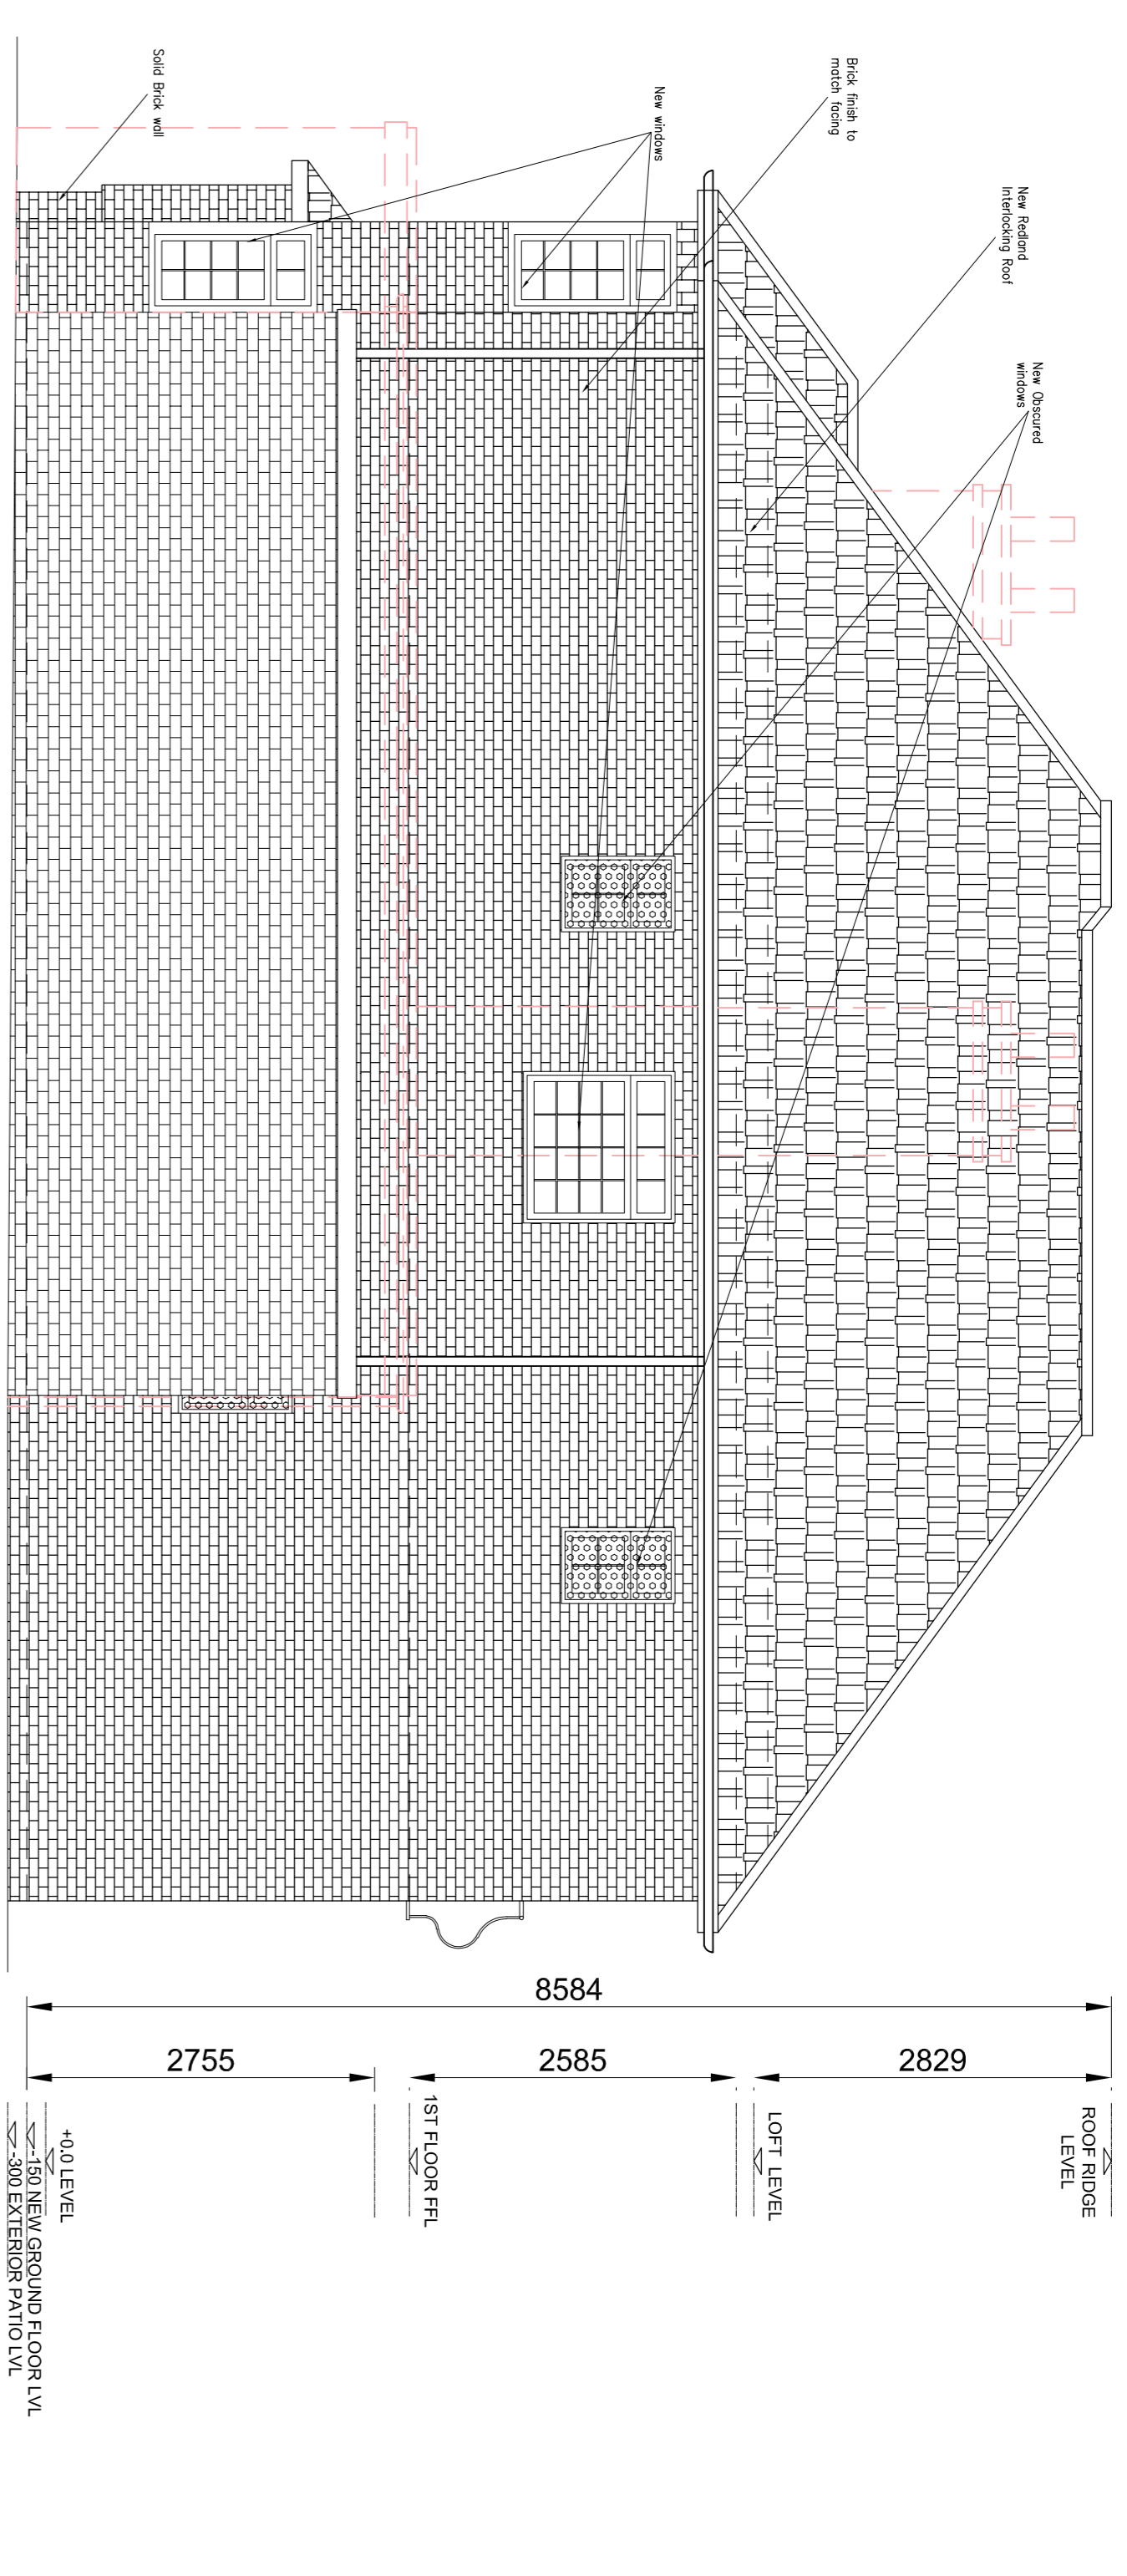 Solid Brick wall
New windows
Brick finish to
match facing
New Redland
Interlocking Roof
New Obscured
windows
8584
2755
2585
2829
ROOF RIDGE
LEVEL
LOFT LEVEL
1ST FLOOR FFL
+0.0 LEVEL
-150 NEW GROUND FLOOR LVL
-300 EXTERIOR PATIO LVL